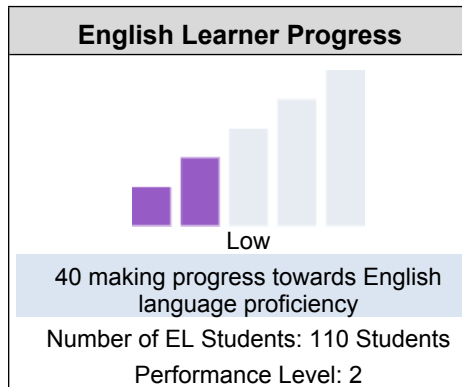 English Learner Progress
Low
40 making progress towards English
language proficiency
Number of EL Students: 110 Students
Performance Level: 2